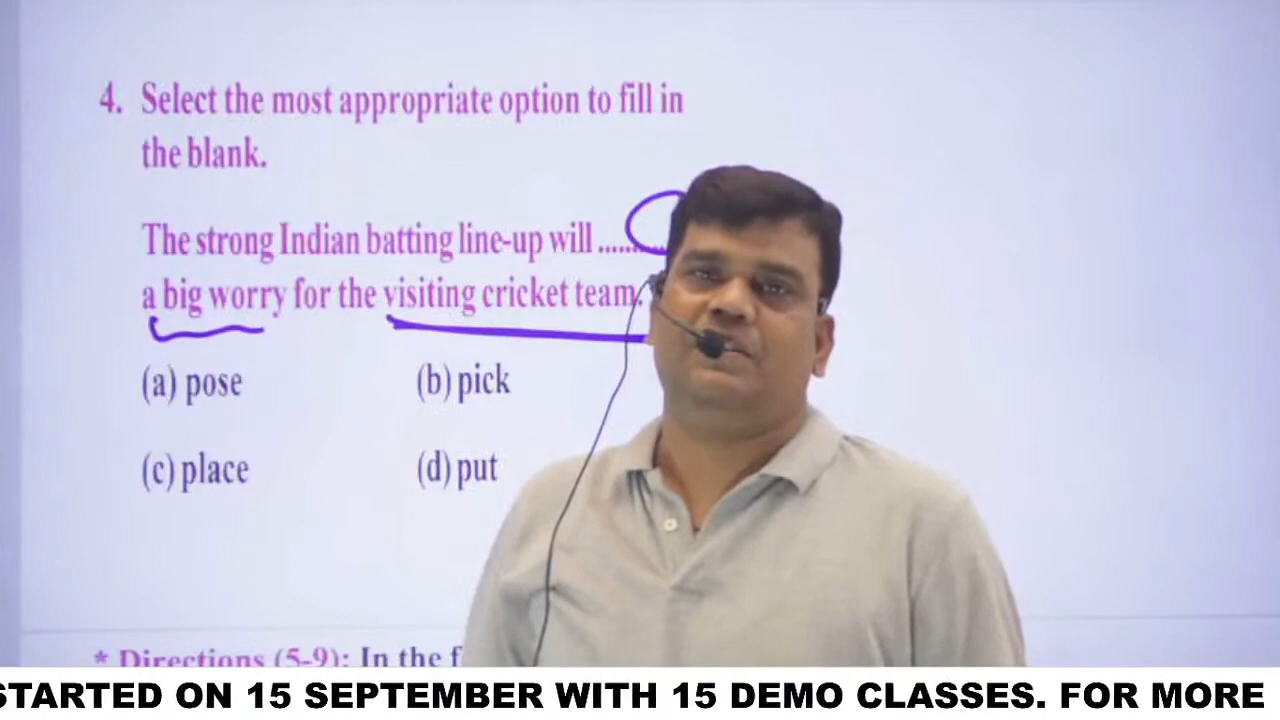 4. Select the most appropriate option to fill in
the blank.
The strong Indian batting line-up will ..........
a big worry for the visiting cricket team.
(a) pose (b) pick
(c) place (d) put
* Directions (5-9): In the f
STARTED ON 15 SEPTEMBER WITH 15 DEMO CLASSES. FOR MORE